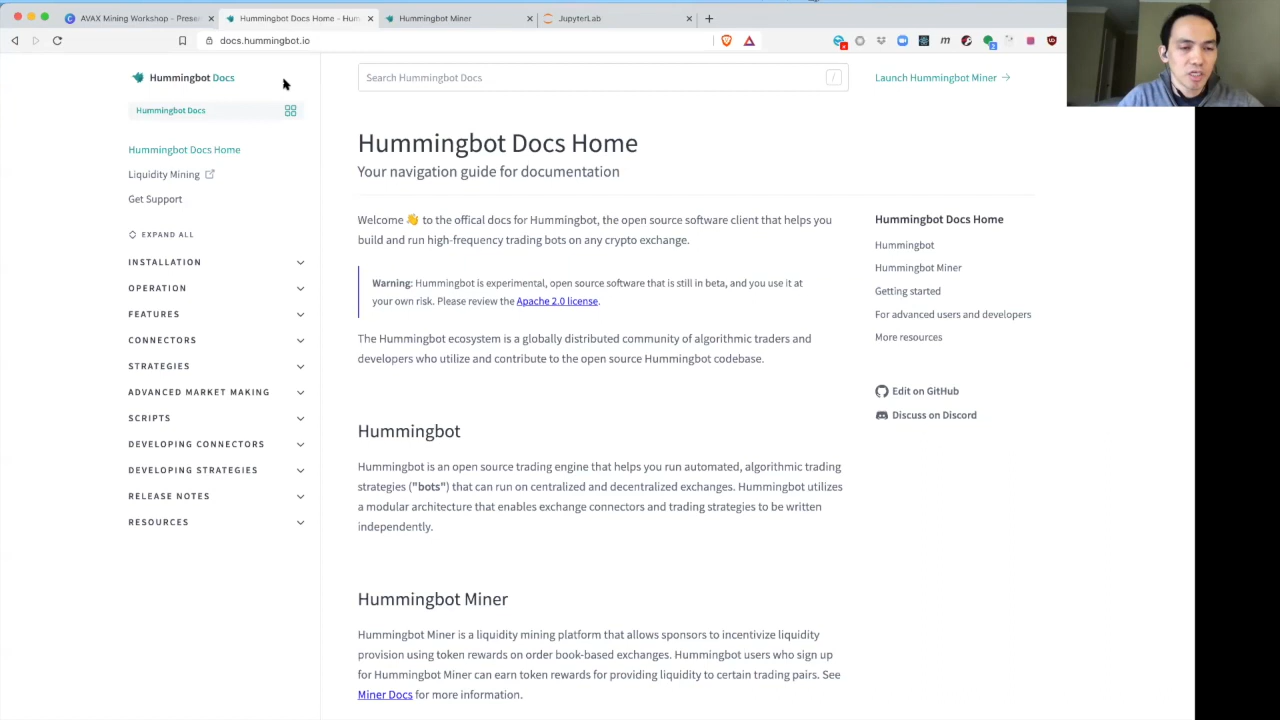 AVAX Mining Workshop - Prese
Hummingbot Docs Home - Hum
Hummingbot Miner
JupyterLab
docs.hummingbot.io
Hummingbot Docs
Search Hummingbot Docs
/
Launch Hummingbot Miner →
Hummingbot Docs
Hummingbot Docs Home
Liquidity Mining
Get Support
EXPAND ALL
INSTALLATION
OPERATION
FEATURES
CONNECTORS
STRATEGIES
ADVANCED MARKET MAKING
SCRIPTS
DEVELOPING CONNECTORS
DEVELOPING STRATEGIES
RELEASE NOTES
RESOURCES
Hummingbot Docs Home
Your navigation guide for documentation
Welcome 👋 to the offical docs for Hummingbot, the open source software client that helps you
build and run high-frequency trading bots on any crypto exchange.
Warning: Hummingbot is experimental, open source software that is still in beta, and you use it at
your own risk. Please review the Apache 2.0 license.
The Hummingbot ecosystem is a globally distributed community of algorithmic traders and
developers who utilize and contribute to the open source Hummingbot codebase.
Hummingbot
Hummingbot is an open source trading engine that helps you run automated, algorithmic trading
strategies ("bots") that can run on centralized and decentralized exchanges. Hummingbot utilizes
a modular architecture that enables exchange connectors and trading strategies to be written
independently.
Hummingbot Miner
Hummingbot Miner is a liquidity mining platform that allows sponsors to incentivize liquidity
provision using token rewards on order book-based exchanges. Hummingbot users who sign up
for Hummingbot Miner can earn token rewards for providing liquidity to certain trading pairs. See
Miner Docs for more information.
Hummingbot Docs Home
Hummingbot
Hummingbot Miner
Getting started
For advanced users and developers
More resources
Edit on GitHub
Discuss on Discord